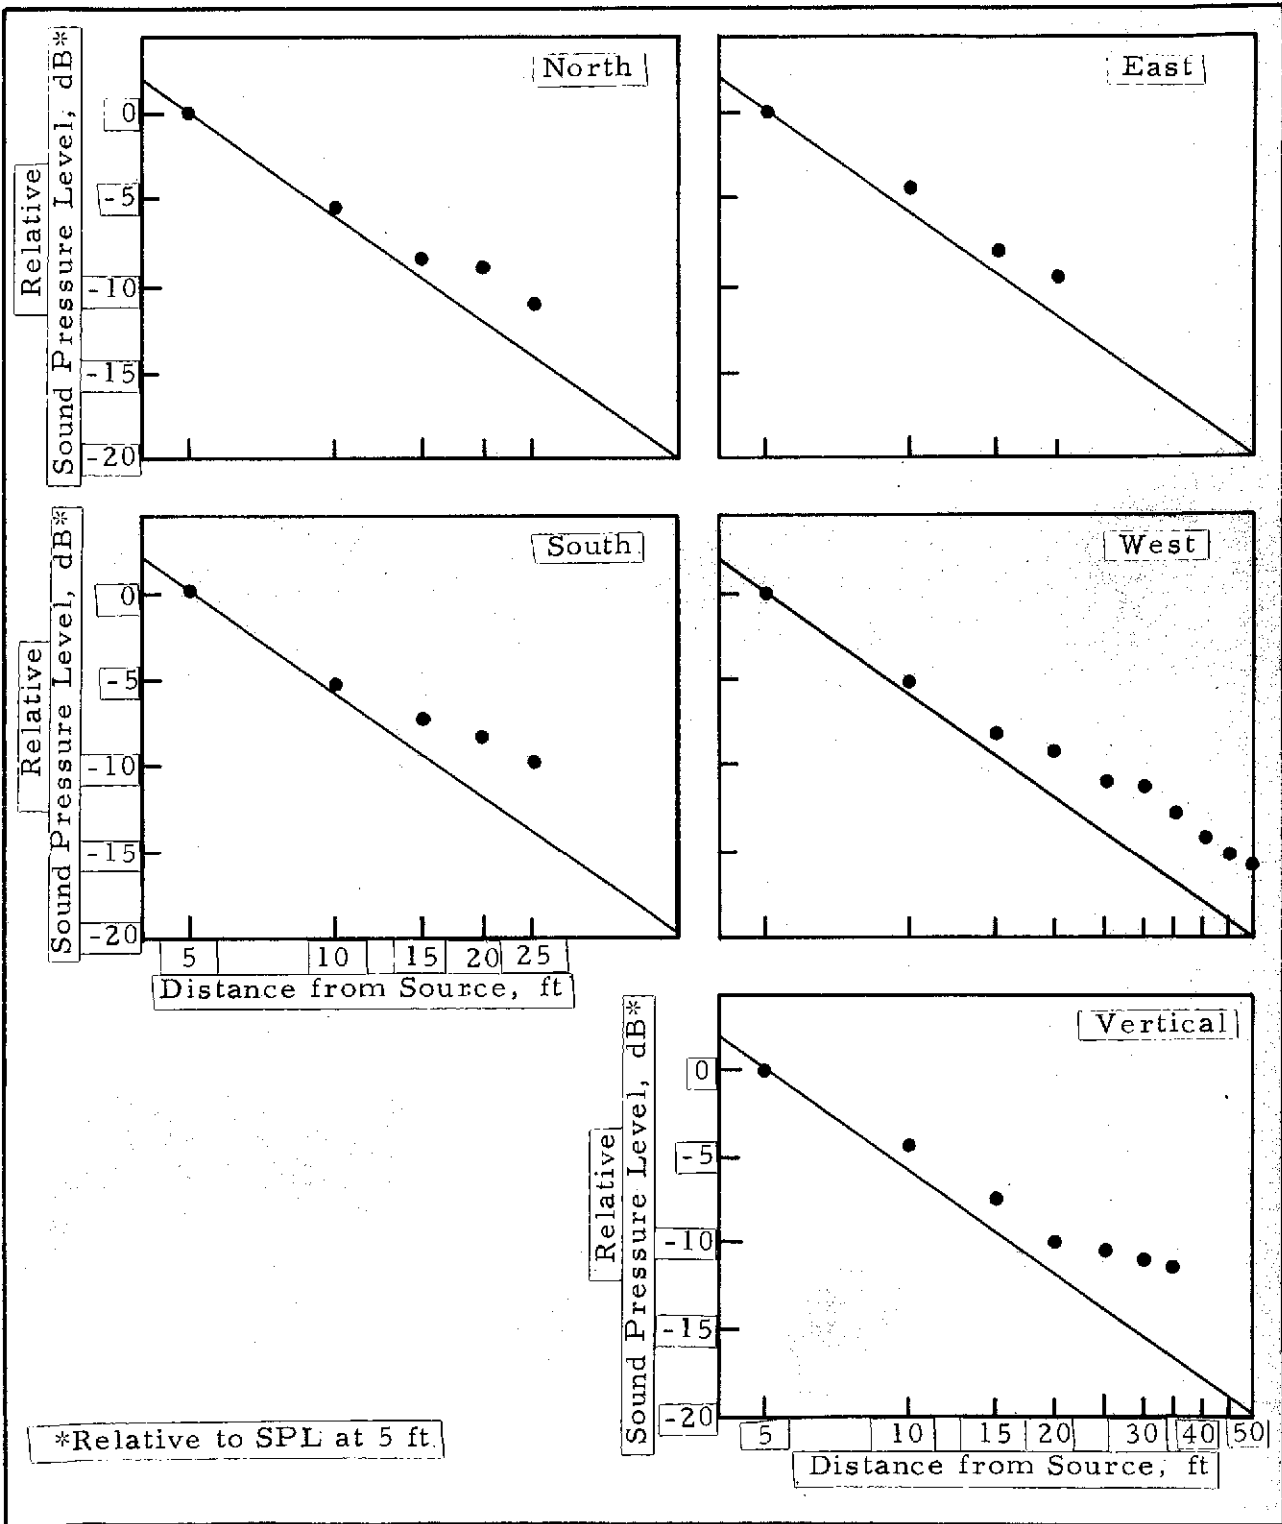 North
Relative
Sound Pressure Level, dB*
0
-5
-10
-15
-20
East
South
Relative
Sound Pressure Level, dB*
0
-5
-10
-15
-20
5 10 15 20 25
Distance from Source, ft
West
Vertical
Relative
Sound Pressure Level, dB*
0
-5
-10
-15
-20
5 10 15 20 30 40 50
Distance from Source, ft
*Relative to SPL at 5 ft.